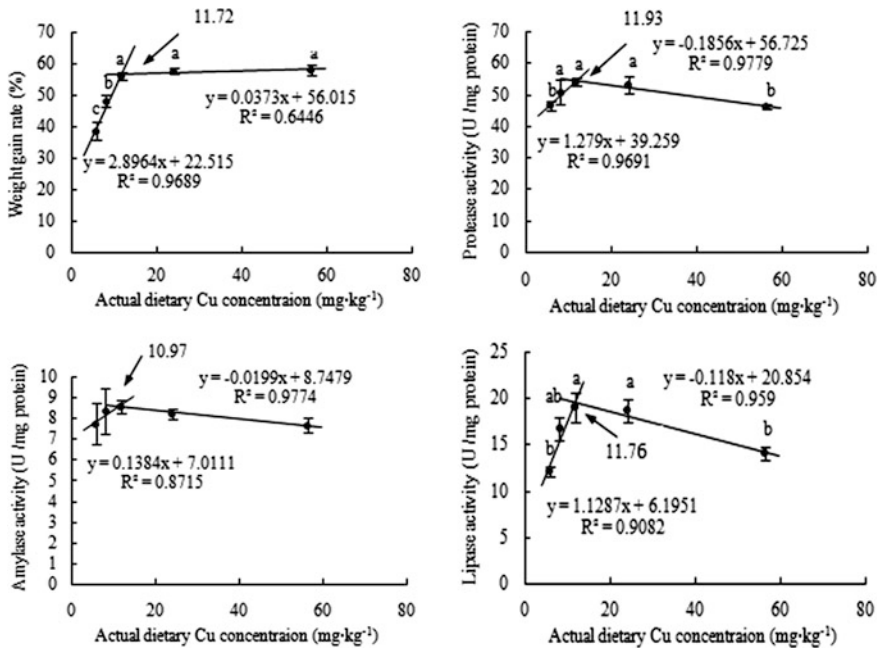 11.72
70
60
50
40
30
20
10
0
a
a
a
b
c
y = 0.0373x + 56.015
R² = 0.6446
y = 2.8964x + 22.515
R² = 0.9689
0 20 40 60 80
Weight gain rate (%)
Actual dietary Cu concentraion (mg·kg⁻¹)
11.93
y = -0.1856x + 56.725
R² = 0.9779
70
60
50
40
30
20
10
0
a
a
a
b
b
y = 1.279x + 39.259
R² = 0.9691
0 20 40 60 80
Protease activity (U /mg protein)
Actual dietary Cu concentraion (mg·kg⁻¹)
10.97
y = -0.0199x + 8.7479
R² = 0.9774
10
9
8
7
6
5
4
3
2
1
0
y = 0.1384x + 7.0111
R² = 0.8715
0 20 40 60 80
Amylase activity (U /mg protein)
Actual dietary Cu concentraion (mg·kg⁻¹)
25
20
15
10
5
0
a
a
ab
b
b
y = -0.118x + 20.854
R² = 0.959
11.76
y = 1.1287x + 6.1951
R² = 0.9082
0 20 40 60 80
Lipase activity (U /mg protein)
Actual dietary Cu concentraion (mg·kg⁻¹)